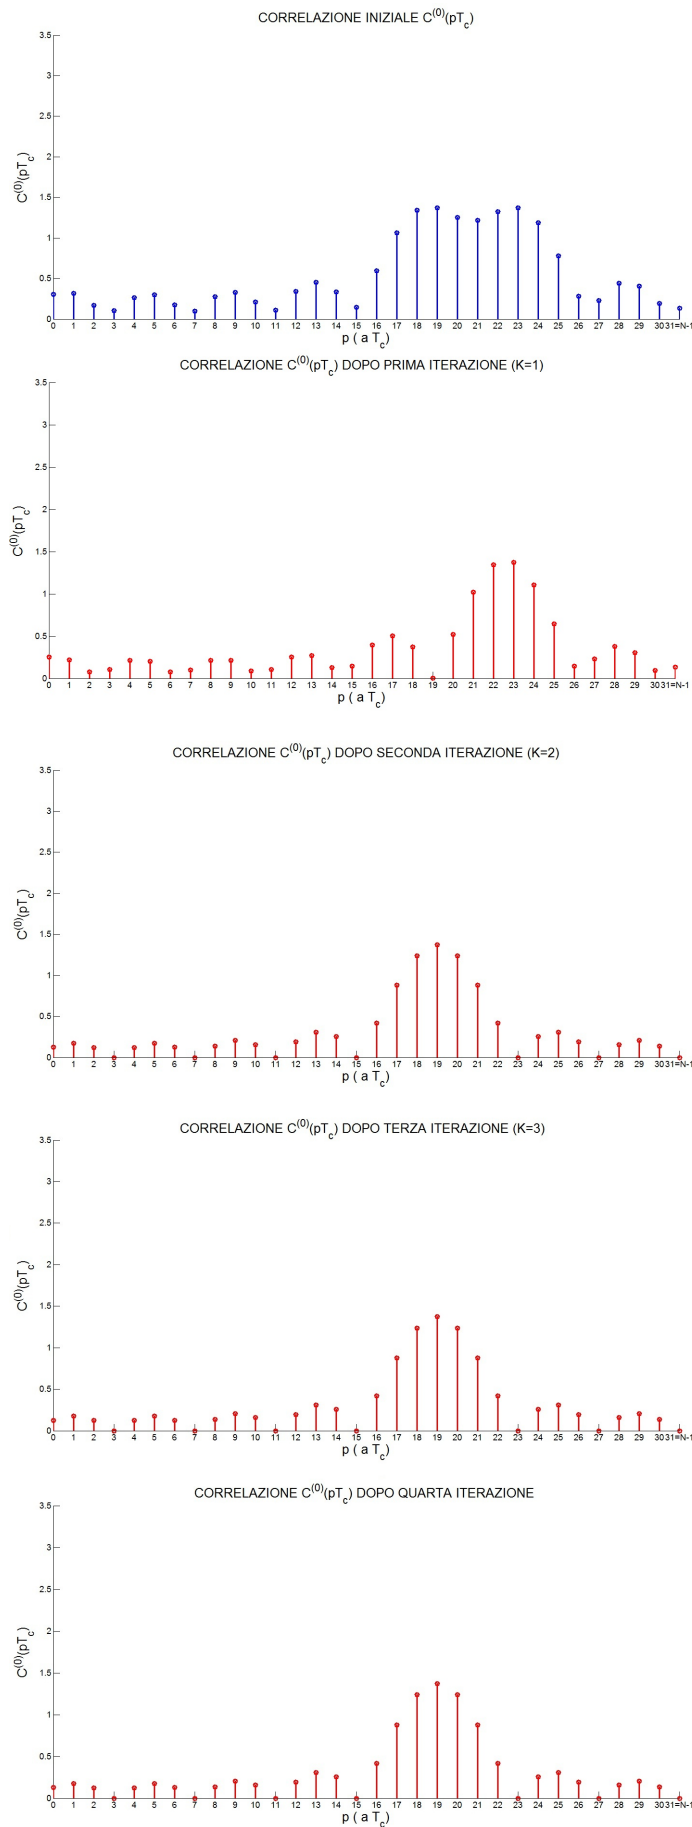 CORRELAZIONE INIZIALE C^(0)(pT_c)
3.5
3
2.5
2
1.5
1
0.5
0
C^(0)(pT_c)
0 1 2 3 4 5 6 7 8 9 10 11 12 13 14 15 16 17 18 19 20 21 22 23 24 25 26 27 28 29 30 31=N-1
p ( a T_c)
CORRELAZIONE C^(0)(pT_c) DOPO PRIMA ITERAZIONE (K=1)
3.5
3
2.5
2
1.5
1
0.5
0
C^(0)(pT_c)
0 1 2 3 4 5 6 7 8 9 10 11 12 13 14 15 16 17 18 19 20 21 22 23 24 25 26 27 28 29 30 31=N-1
p ( a T_c)
CORRELAZIONE C^(0)(pT_c) DOPO SECONDA ITERAZIONE (K=2)
3.5
3
2.5
2
1.5
1
0.5
0
C^(0)(pT_c)
0 1 2 3 4 5 6 7 8 9 10 11 12 13 14 15 16 17 18 19 20 21 22 23 24 25 26 27 28 29 30 31=N-1
p ( a T_c)
CORRELAZIONE C^(0)(pT_c) DOPO TERZA ITERAZIONE (K=3)
3.5
3
2.5
2
1.5
1
0.5
0
C^(0)(pT_c)
0 1 2 3 4 5 6 7 8 9 10 11 12 13 14 15 16 17 18 19 20 21 22 23 24 25 26 27 28 29 30 31=N-1
p ( a T_c)
CORRELAZIONE C^(0)(pT_c) DOPO QUARTA ITERAZIONE
3.5
3
2.5
2
1.5
1
0.5
0
C^(0)(pT_c)
0 1 2 3 4 5 6 7 8 9 10 11 12 13 14 15 16 17 18 19 20 21 22 23 24 25 26 27 28 29 30 31=N-1
p ( a T_c)